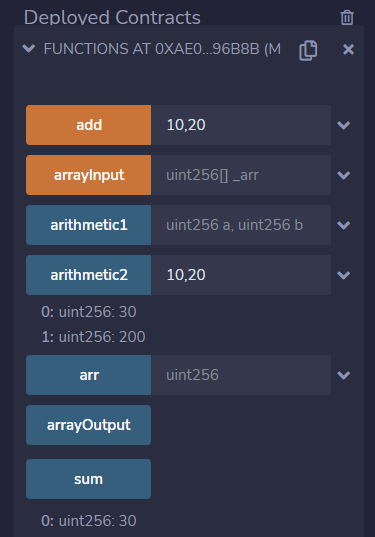 Deployed Contracts
FUNCTIONS AT 0XAE0...96B8B (M
add 10,20
arrayInput uint256[] _arr
arithmetic1 uint256 a, uint256 b
arithmetic2 10,20
0: uint256: 30
1: uint256: 200
arr uint256
arrayOutput
sum
0: uint256: 30